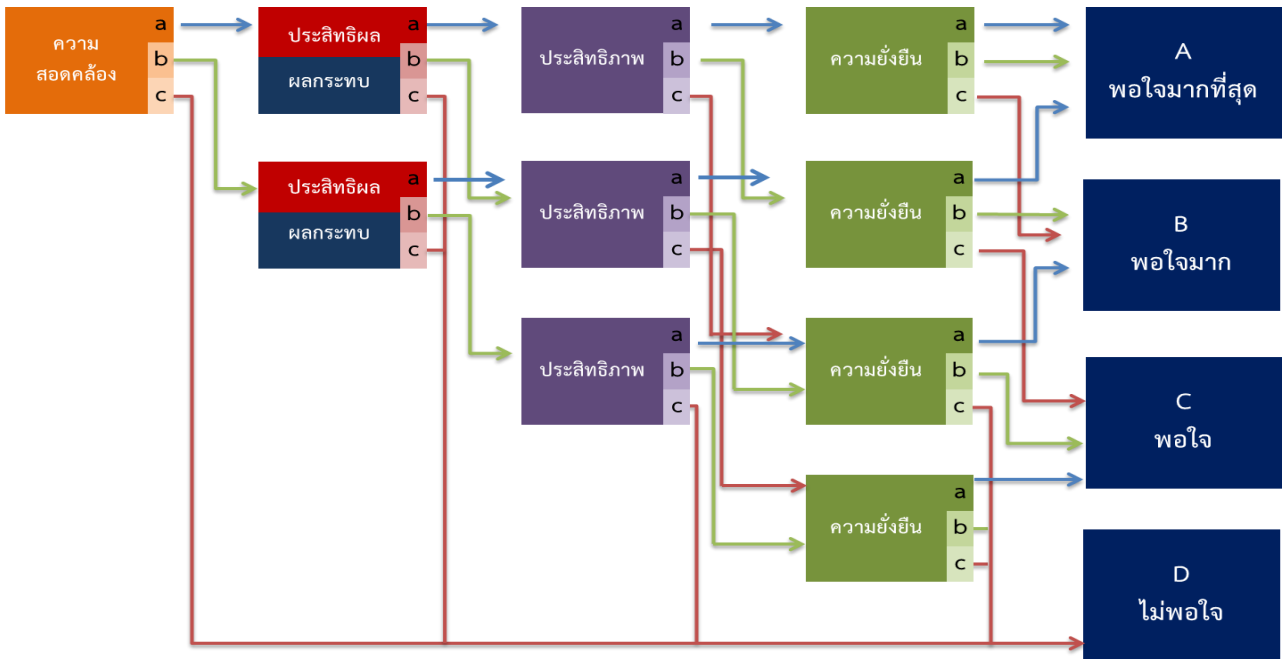 ความ
สอดคล้อง
a
b
c
ประสิทธิผล
ผลกระทบ
a
b
c
ประสิทธิภาพ
a
b
c
ความยั่งยืน
a
b
c
A
พอใจมากที่สุด
ประสิทธิผล
ผลกระทบ
a
b
c
ประสิทธิภาพ
a
b
c
ความยั่งยืน
a
b
c
B
พอใจมาก
ประสิทธิภาพ
a
b
c
ความยั่งยืน
a
b
c
C
พอใจ
ความยั่งยืน
a
b
c
D
ไม่พอใจ